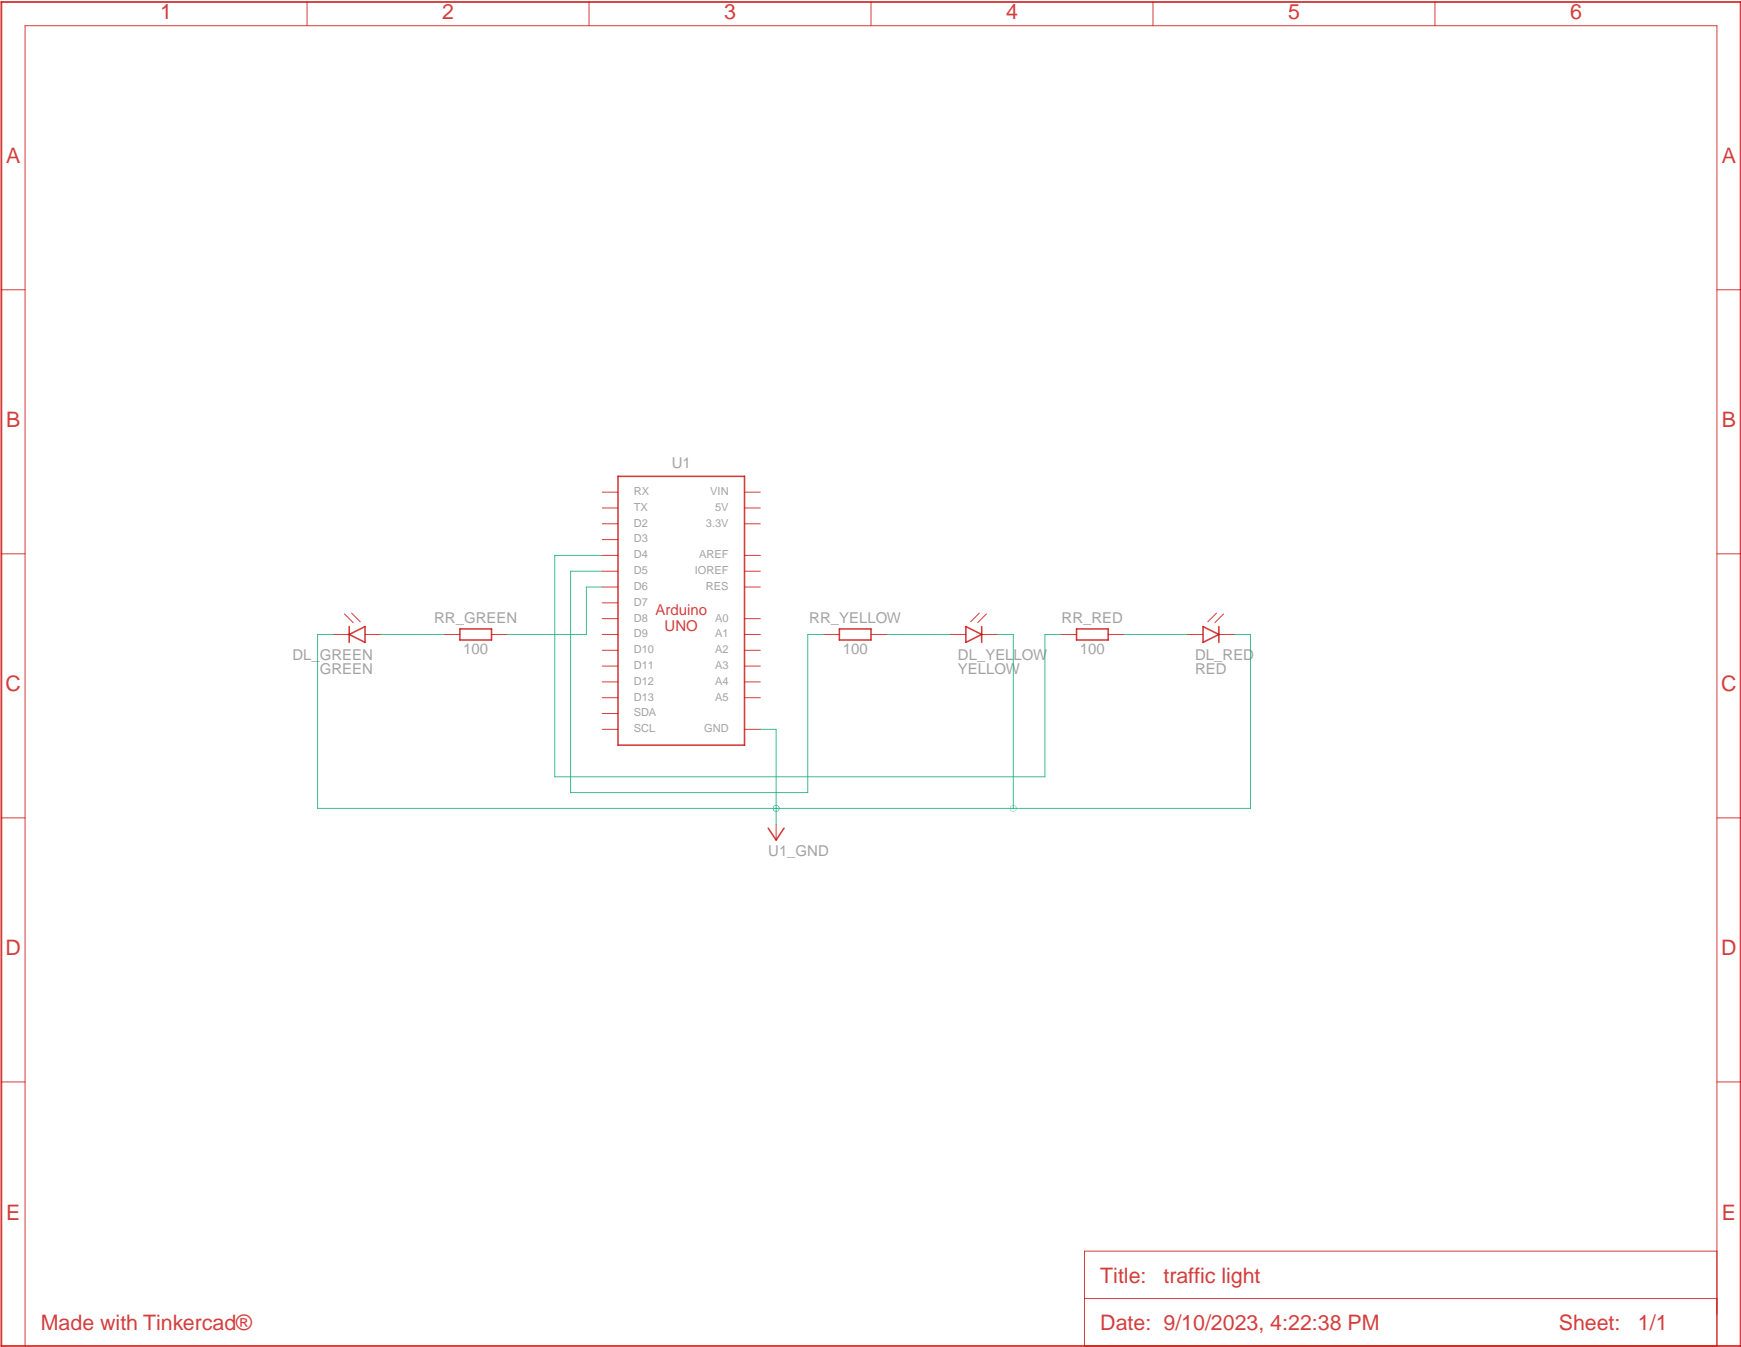 1 2 3 4 5 6
A A
B B
U1
RX VIN
TX 5V
D2 3.3V
D3
D4 AREF
D5 IOREF
D6 RES
D7
Arduino
UNO
D8 A0
D9 A1
D10 A2
D11 A3
D12 A4
D13 A5
SDA
SCL GND
RR_GREEN
100
DL_GREEN
GREEN
RR_YELLOW
100
DL_YELLOW
YELLOW
RR_RED
100
DL_RED
RED
C C
U1_GND
D D
E E
Title: traffic light
Made with Tinkercad®
Date: 9/10/2023, 4:22:38 PM Sheet: 1/1